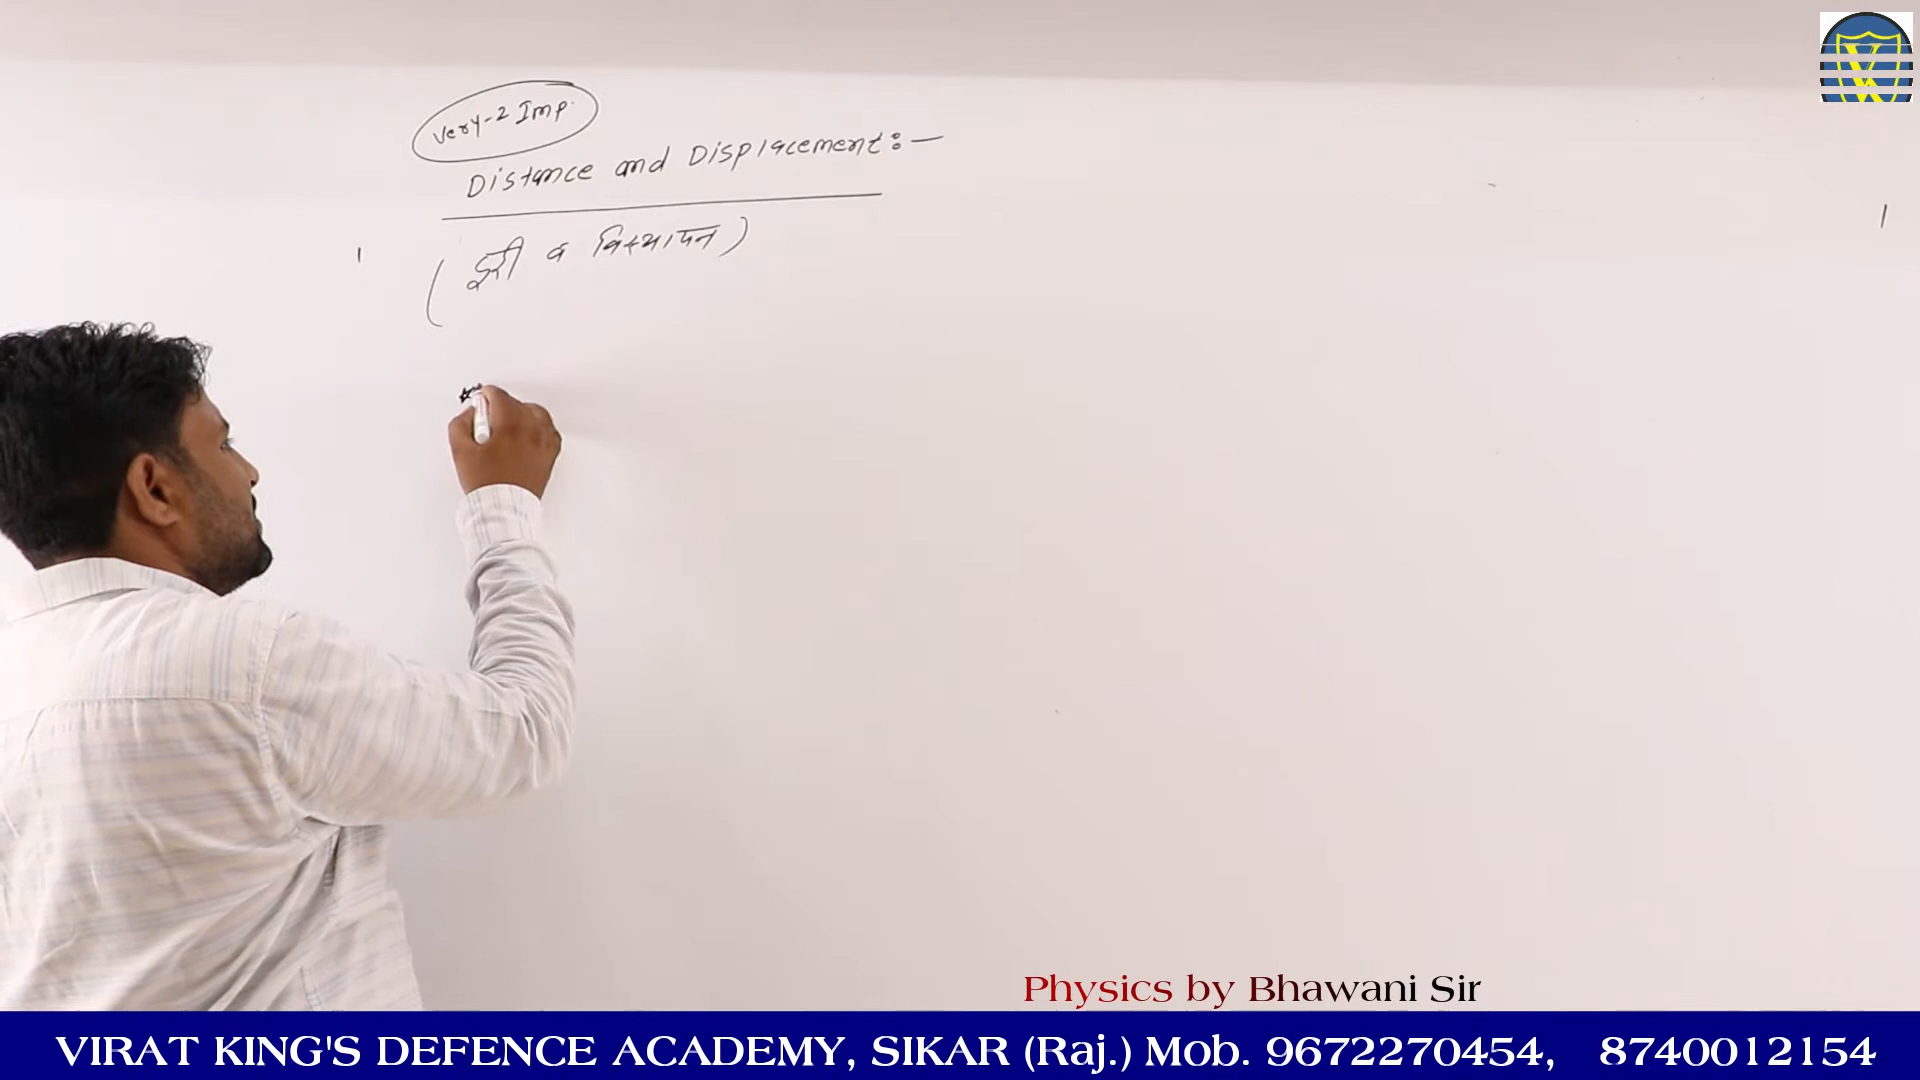 Very-2 Imp.
Distance and Displacement:-
(दूरी व विस्थापन)
Physics by Bhawani Sir
VIRAT KING'S DEFENCE ACADEMY, SIKAR (Raj.) Mob. 9672270454, 8740012154